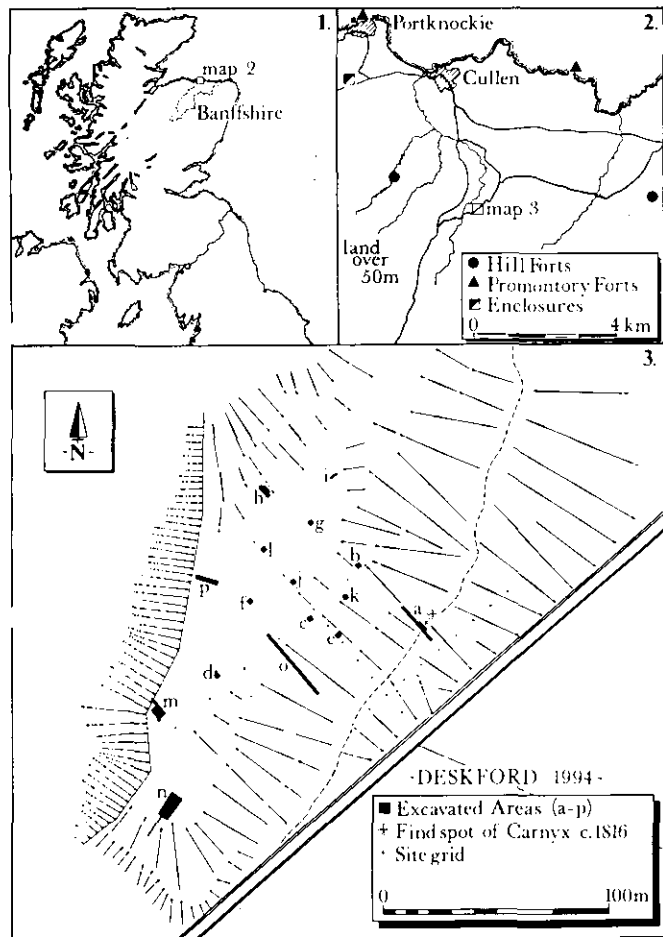 1.
map 2
Banffshire
2.
Portknockie
Cullen
map 3
land
over
50m
Hill Forts
Promontory Forts
Enclosures
0 4 km
3.
-N-
h
i
g
l
b
p
j
k
f
a
c
e
o
d
m
n
-DESKFORD 1994-
Excavated Areas (a-p)
Find spot of Carnyx c.1816
Site grid
0 100m